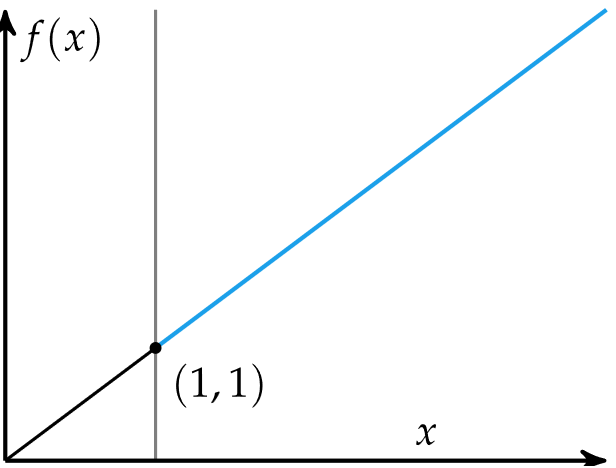 f(x)
(1, 1)
x